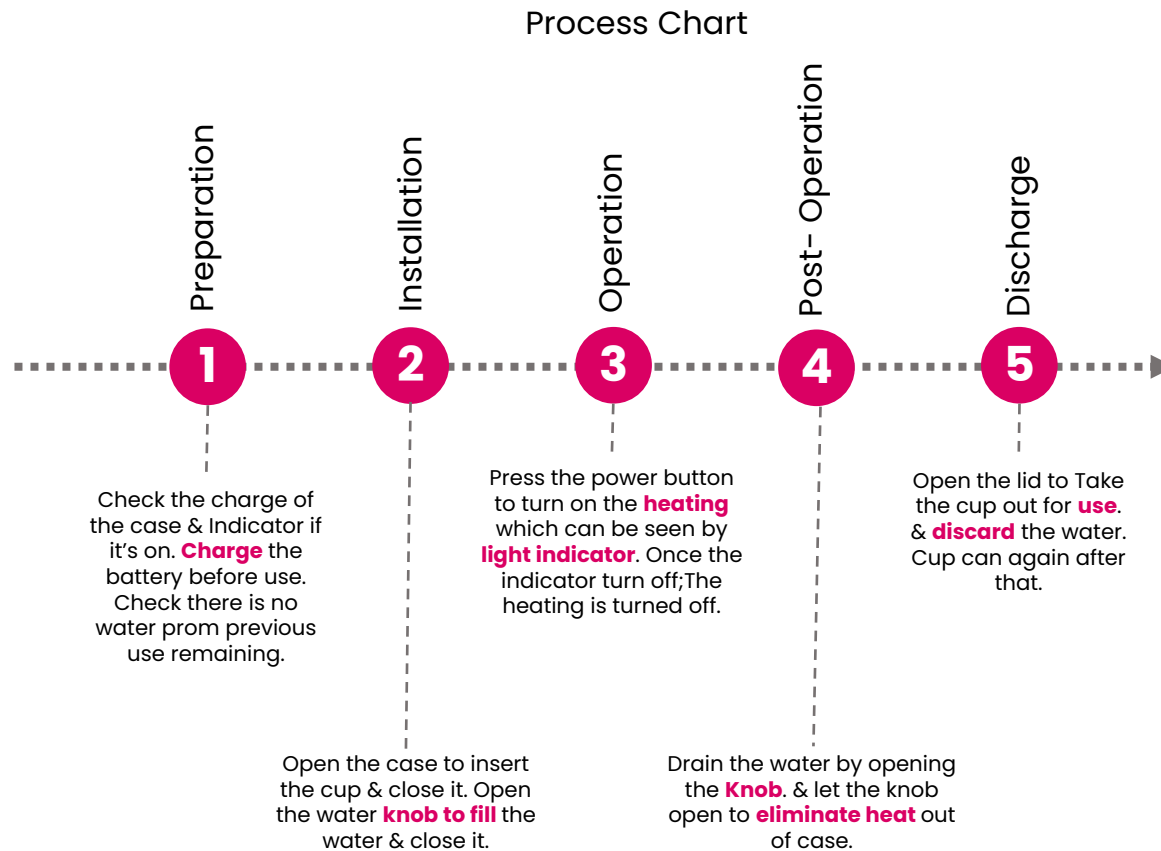 Process Chart
Preparation
Installation
Operation
Post- Operation
Discharge
1
2
3
4
5
Check the charge of
the case & Indicator if
it's on. Charge the
battery before use.
Check there is no
water prom previous
use remaining.
Open the case to insert
the cup & close it. Open
the water knob to fill the
water & close it.
Press the power button
to turn on the heating
which can be seen by
light indicator. Once the
indicator turn off;The
heating is turned off.
Drain the water by opening
the Knob. & let the knob
open to eliminate heat out
of case.
Open the lid to Take
the cup out for use.
& discard the water.
Cup can again after
that.